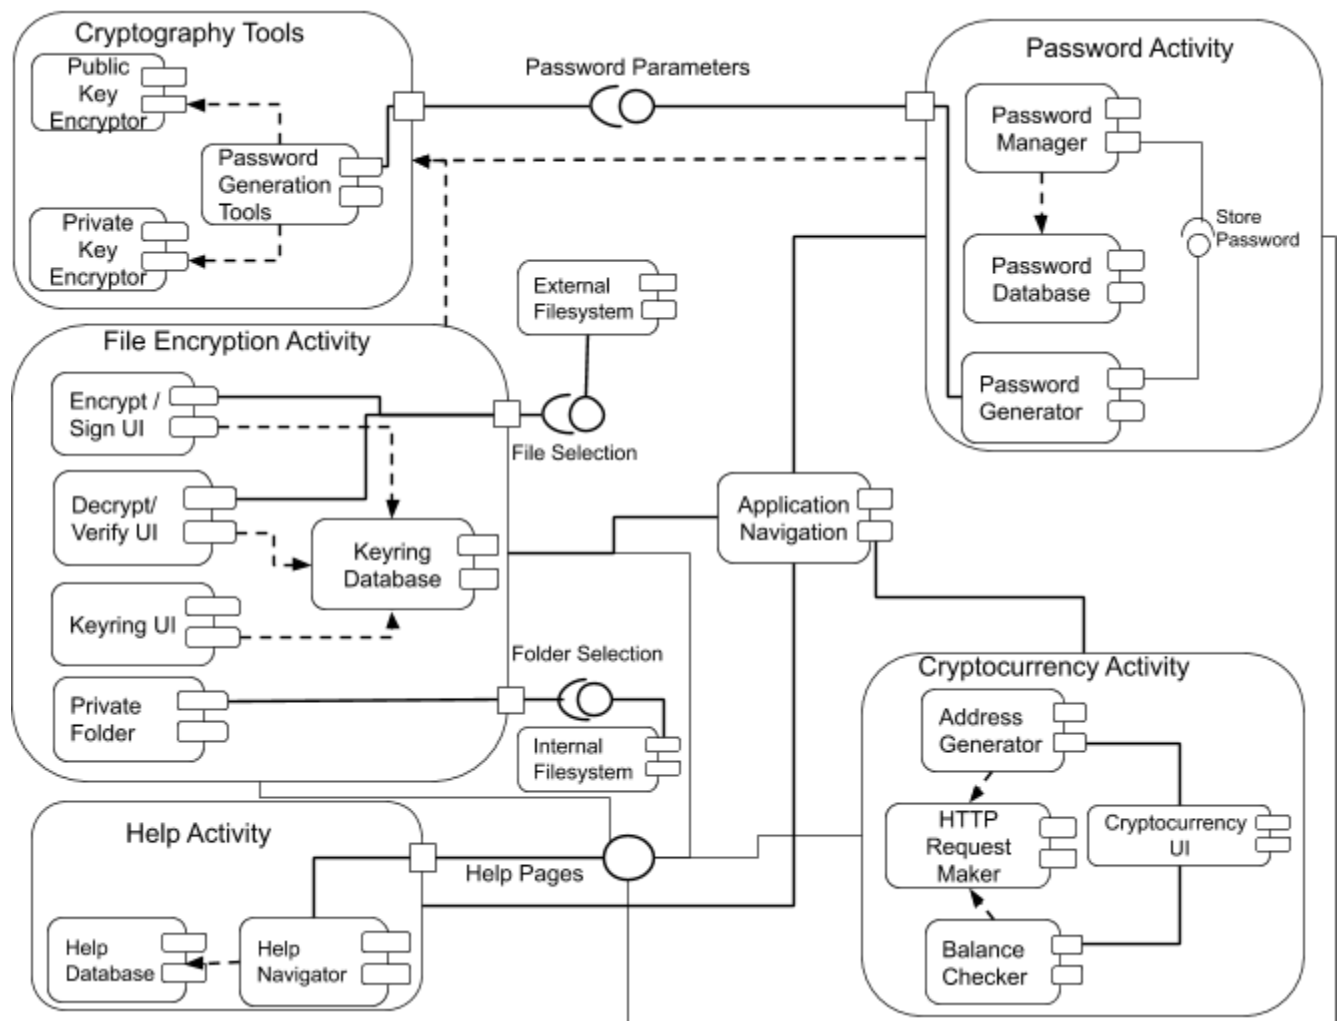 Cryptography Tools
Public
Key
Encryptor
Password
Generation
Tools
Private
Key
Encryptor
Password Parameters
Password Activity
Password
Manager
Store
Password
Password
Database
Password
Generator
External
Filesystem
File Selection
File Encryption Activity
Encrypt /
Sign UI
Decrypt/
Verify UI
Keyring
Database
Keyring UI
Private
Folder
Folder Selection
Internal
Filesystem
Application
Navigation
Cryptocurrency Activity
Address
Generator
HTTP
Request
Maker
Cryptocurrency
UI
Balance
Checker
Help Activity
Help Pages
Help
Database
Help
Navigator